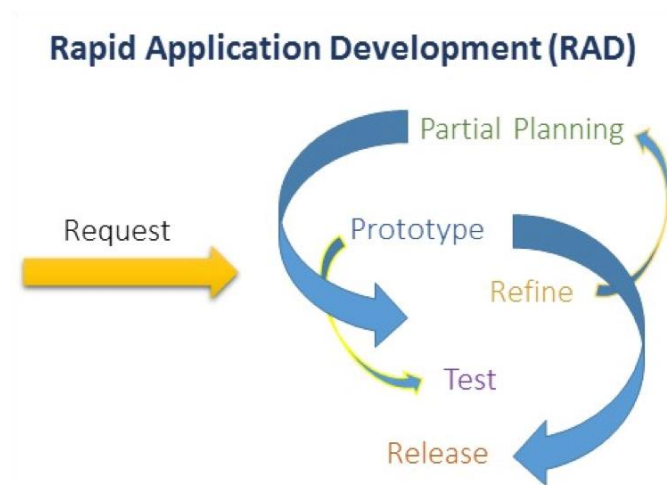 Rapid Application Development (RAD)
Partial Planning
Request
Prototype
Refine
Test
Release